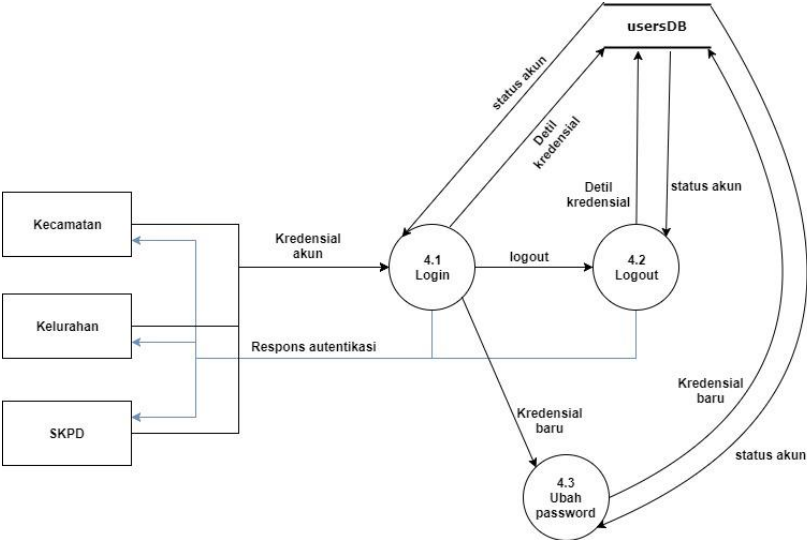 usersDB
status akun
Detil
kredensial
Detil
kredensial
status akun
Kecamatan
Kredensial
akun
4.1
Login
logout
4.2
Logout
Kelurahan
Respons autentikasi
Kredensial
baru
SKPD
Kredensial
baru
status akun
4.3
Ubah
password